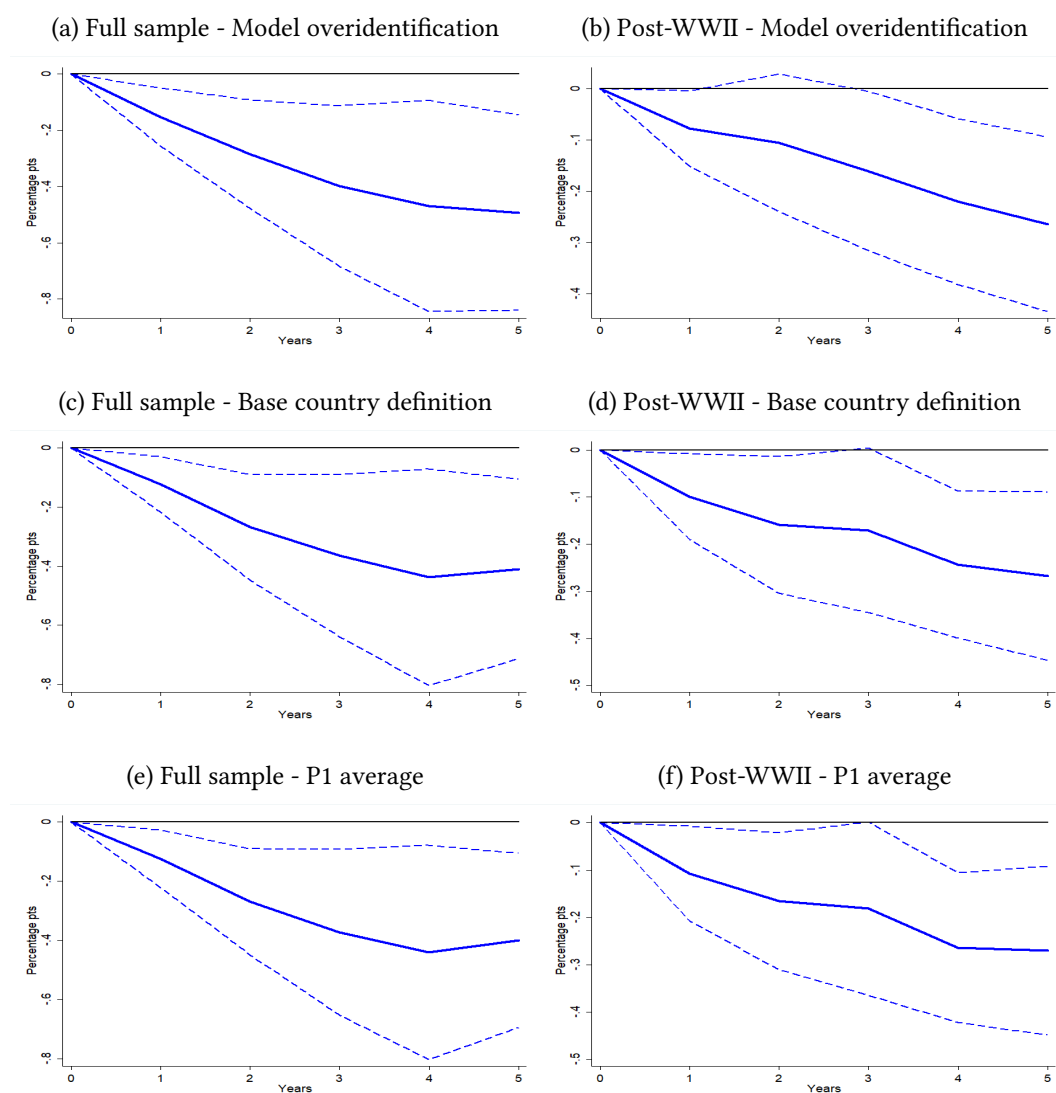 (a) Full sample - Model overidentification
Percentage pts
0
-.2
-.4
-.6
-.8
0 1 2 3 4 5
Years
(b) Post-WWII - Model overidentification
Percentage pts
0
-.1
-.2
-.3
-.4
0 1 2 3 4 5
Years
(c) Full sample - Base country definition
Percentage pts
0
-.2
-.4
-.6
-.8
0 1 2 3 4 5
Years
(d) Post-WWII - Base country definition
Percentage pts
0
-.1
-.2
-.3
-.4
-.5
0 1 2 3 4 5
Years
(e) Full sample - P1 average
Percentage pts
0
-.2
-.4
-.6
-.8
0 1 2 3 4 5
Years
(f) Post-WWII - P1 average
Percentage pts
0
-.1
-.2
-.3
-.4
-.5
0 1 2 3 4 5
Years